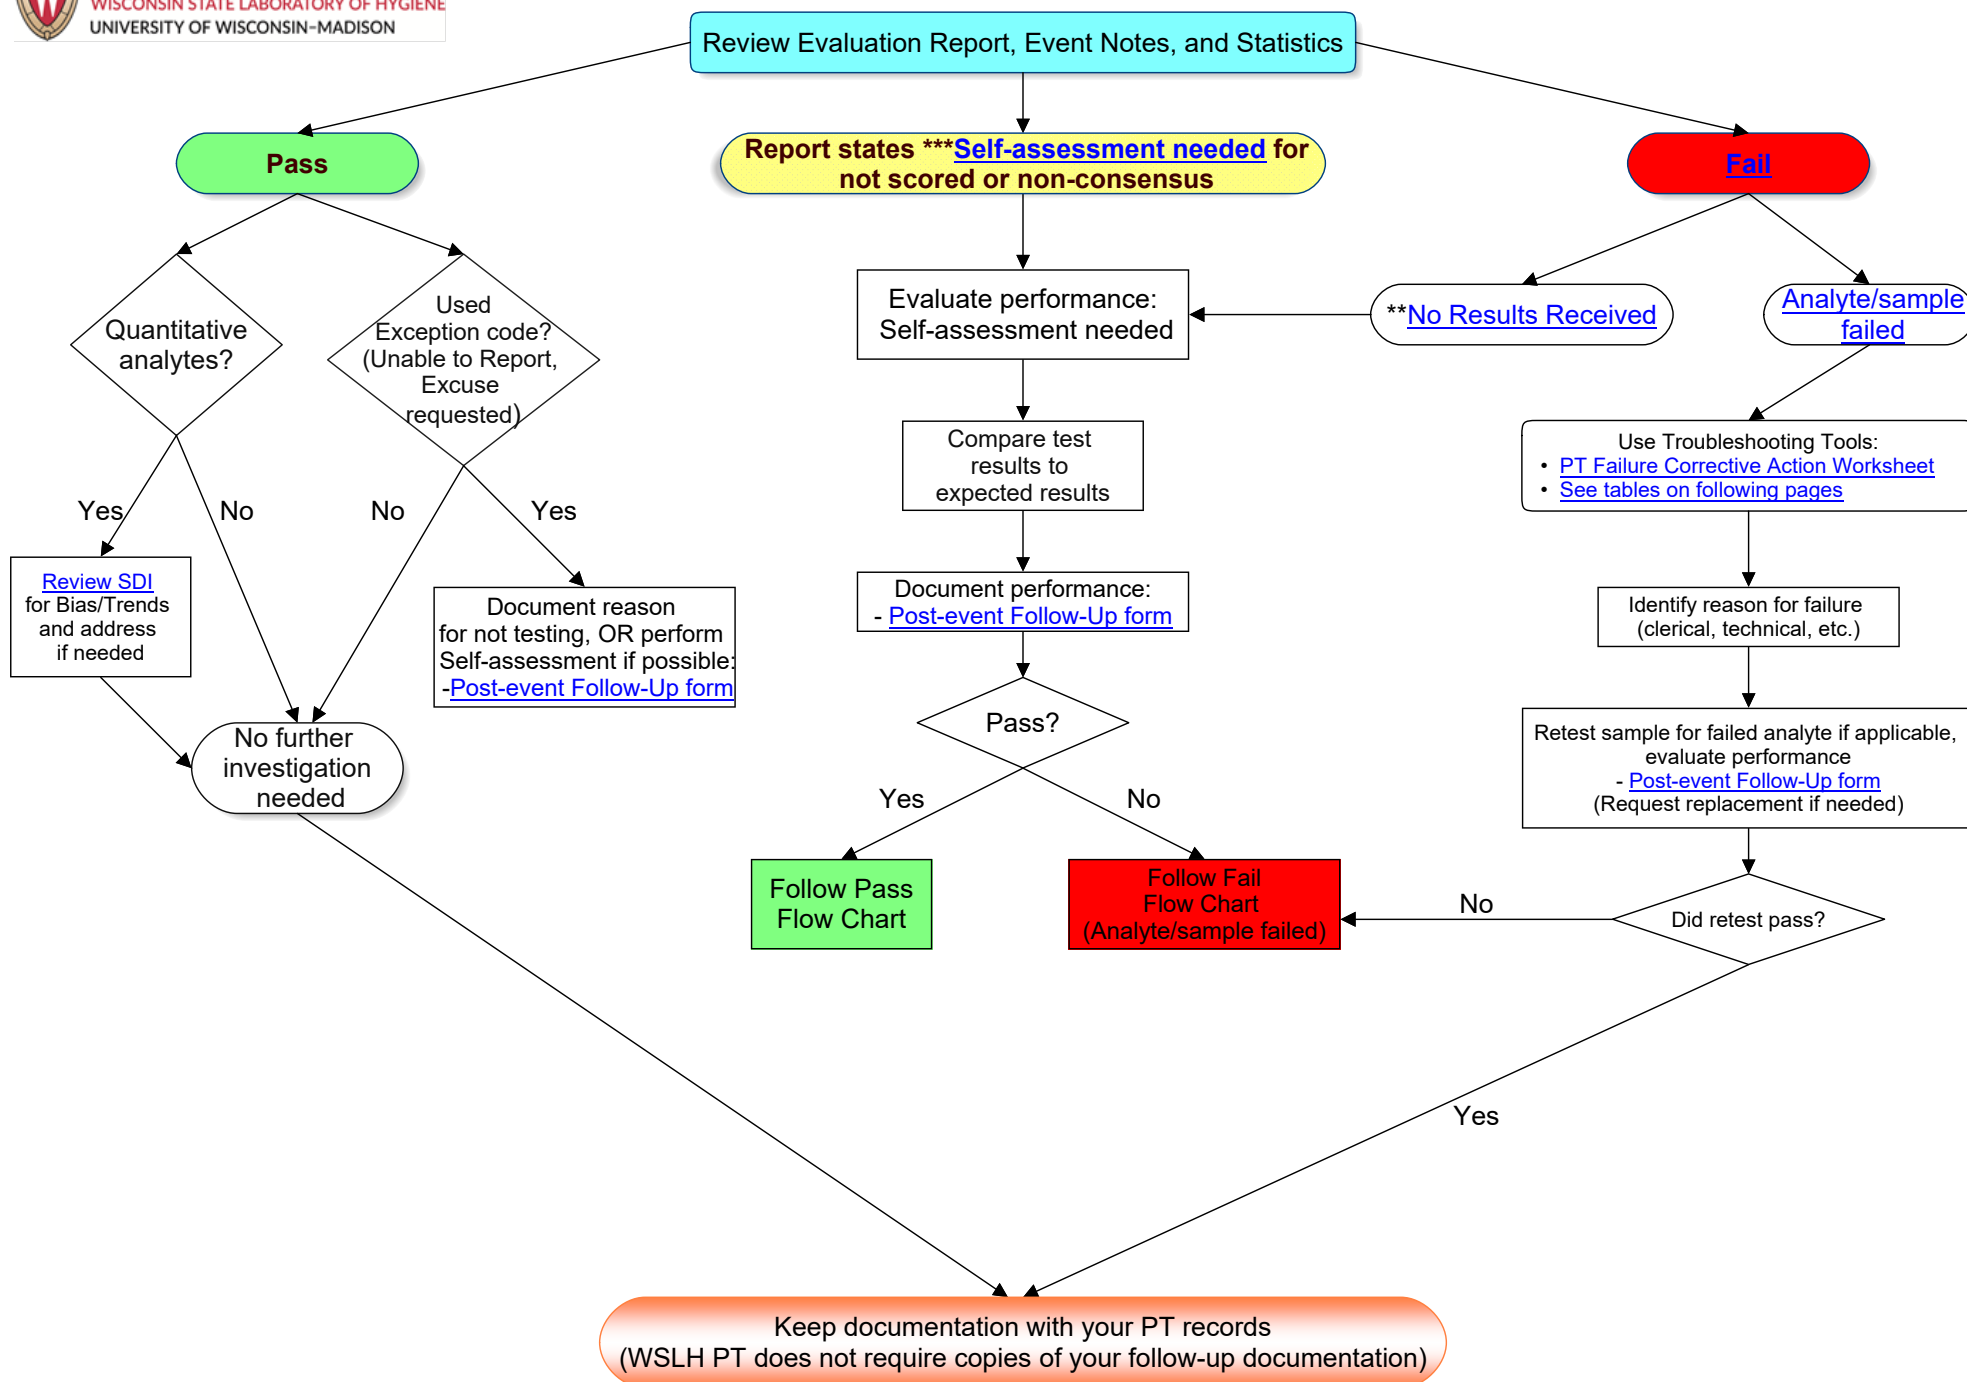 WISCONSIN STATE LABORATORY OF HYGIENE
UNIVERSITY OF WISCONSIN–MADISON
Review Evaluation Report, Event Notes, and Statistics
Pass
Report states ***Self-assessment needed for
not scored or non-consensus
Fail
Quantitative
analytes?
Used
Exception code?
(Unable to Report,
Excuse
requested)
Evaluate performance:
Self-assessment needed
**No Results Received
Analyte/sample
failed
Compare test
results to
expected results
Use Troubleshooting Tools:
• PT Failure Corrective Action Worksheet
• See tables on following pages
Yes
No
No
Yes
Review SDI
for Bias/Trends
and address
if needed
Document reason
for not testing, OR perform
Self-assessment if possible:
-Post-event Follow-Up form
Document performance:
- Post-event Follow-Up form
Identify reason for failure
(clerical, technical, etc.)
No further
investigation
needed
Pass?
Retest sample for failed analyte if applicable,
evaluate performance
- Post-event Follow-Up form
(Request replacement if needed)
Yes
No
Follow Pass
Flow Chart
Follow Fail
Flow Chart
(Analyte/sample failed)
No
Did retest pass?
Yes
Keep documentation with your PT records
(WSLH PT does not require copies of your follow-up documentation)